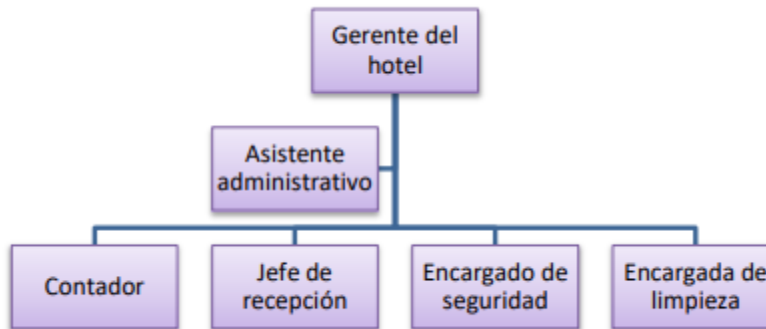 Gerente del
hotel
Asistente
administrativo
Contador
Jefe de
recepción
Encargado de
seguridad
Encargada de
limpieza